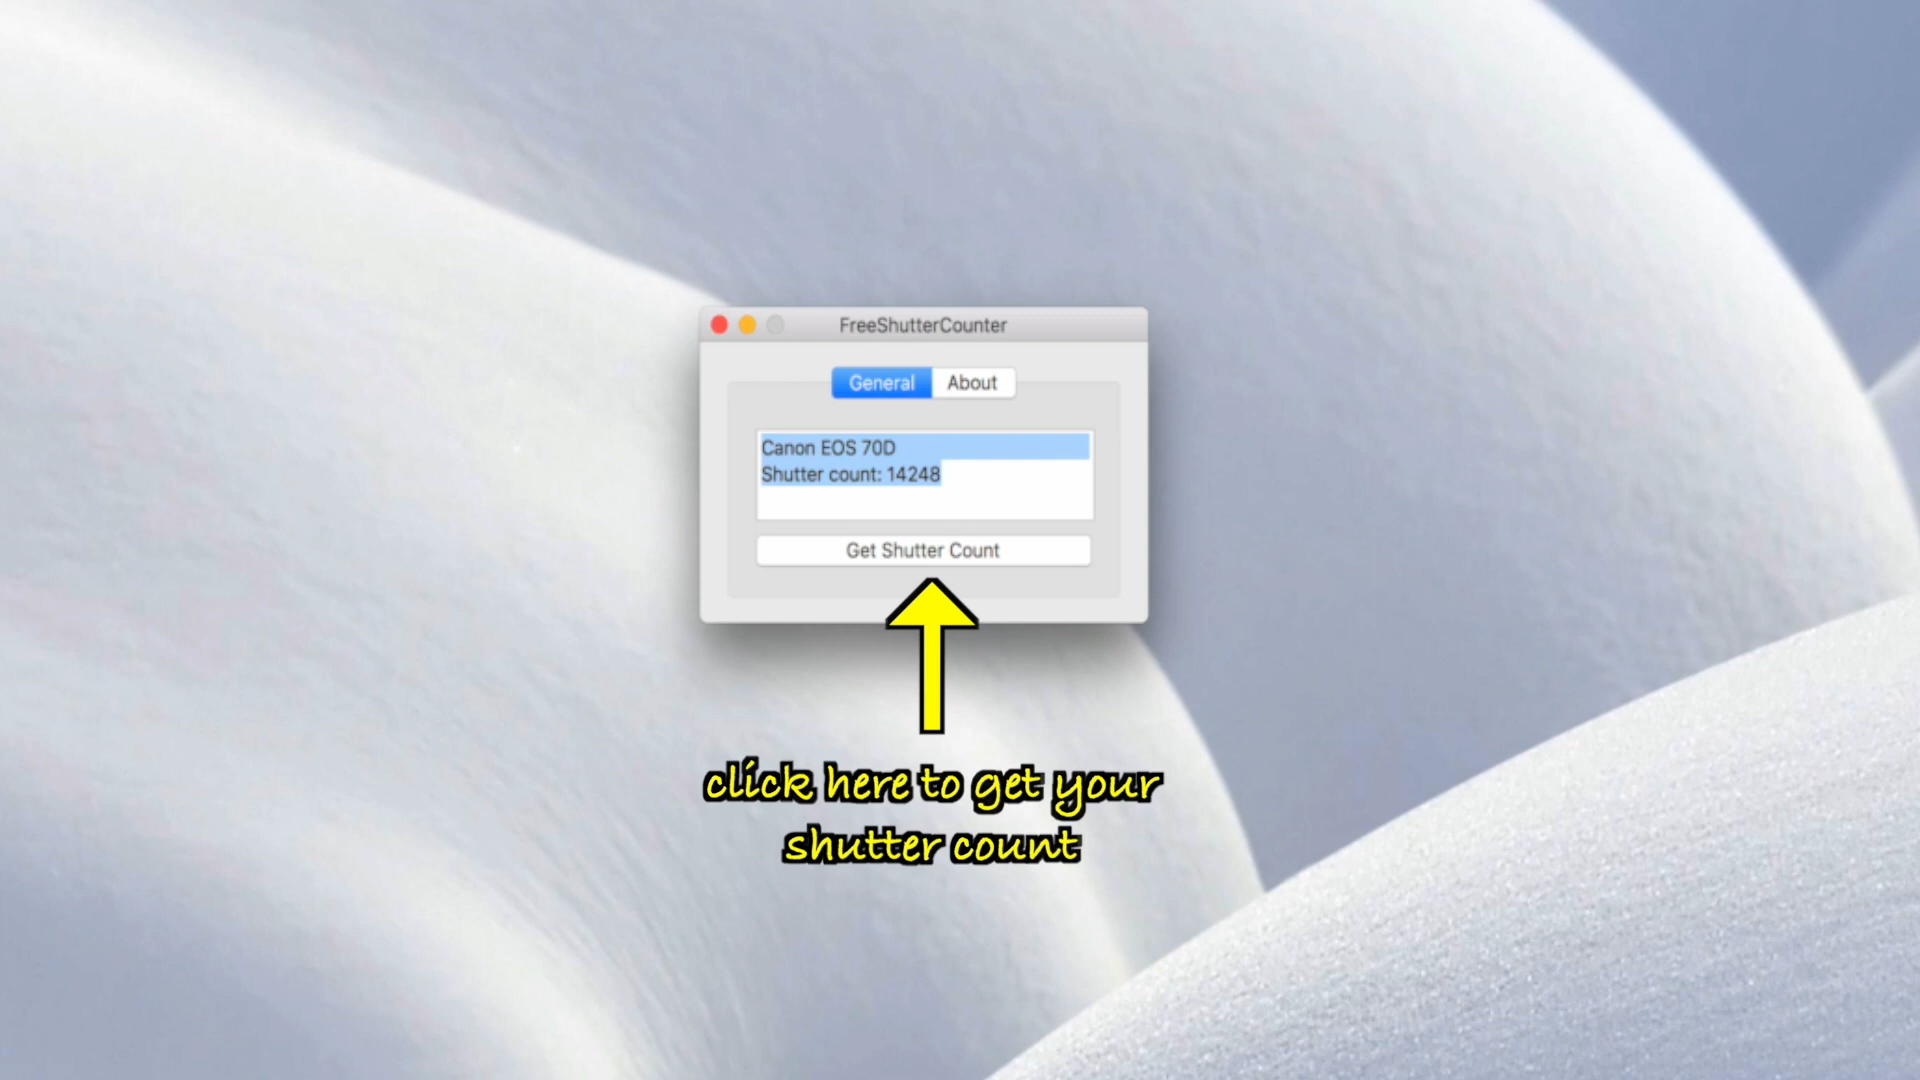 FreeShutterCounter
General About
Canon EOS 70D
Shutter count: 14248
Get Shutter Count
click here to get your
shutter count